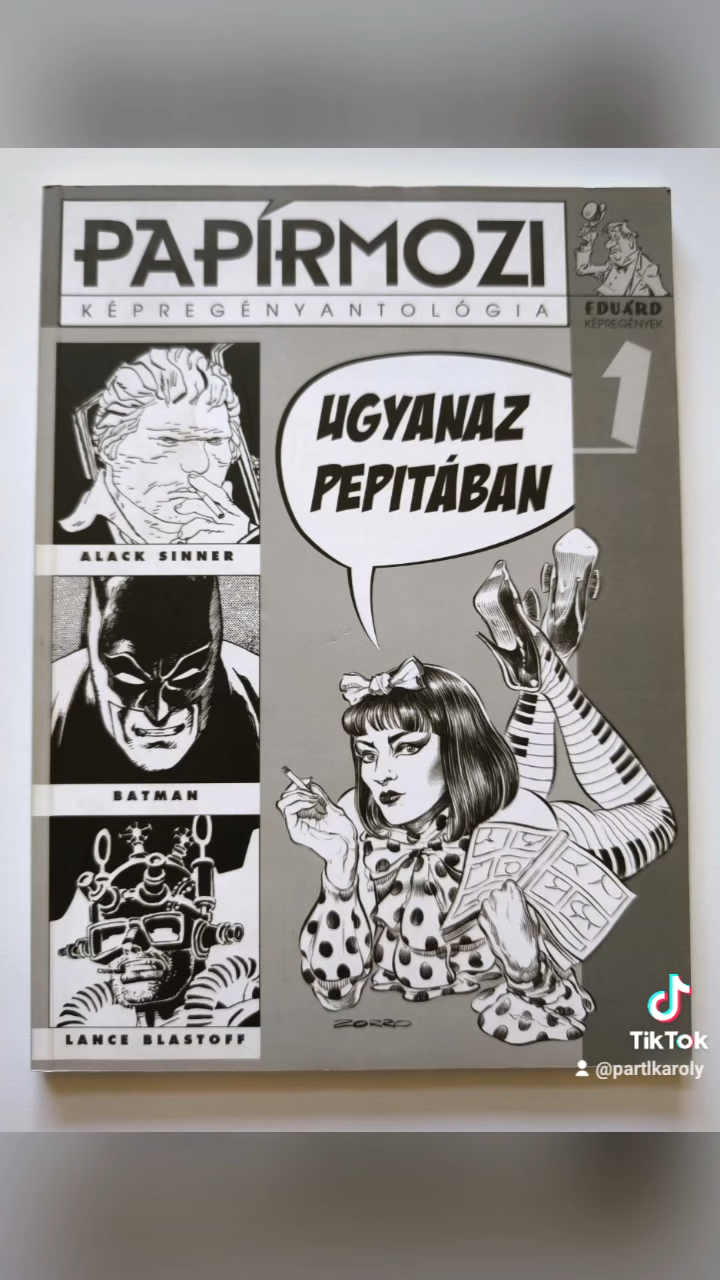 PAPÍRMOZI
KÉPREGÉNYANTOLÓGIA
EDUÁRD
KÉPREGÉNYEK
1
UGYANAZ
PEPITÁBAN
ALACK SINNER
BATMAN
LANCE BLASTOFF
ZORRO
TikTok
@partlkaroly